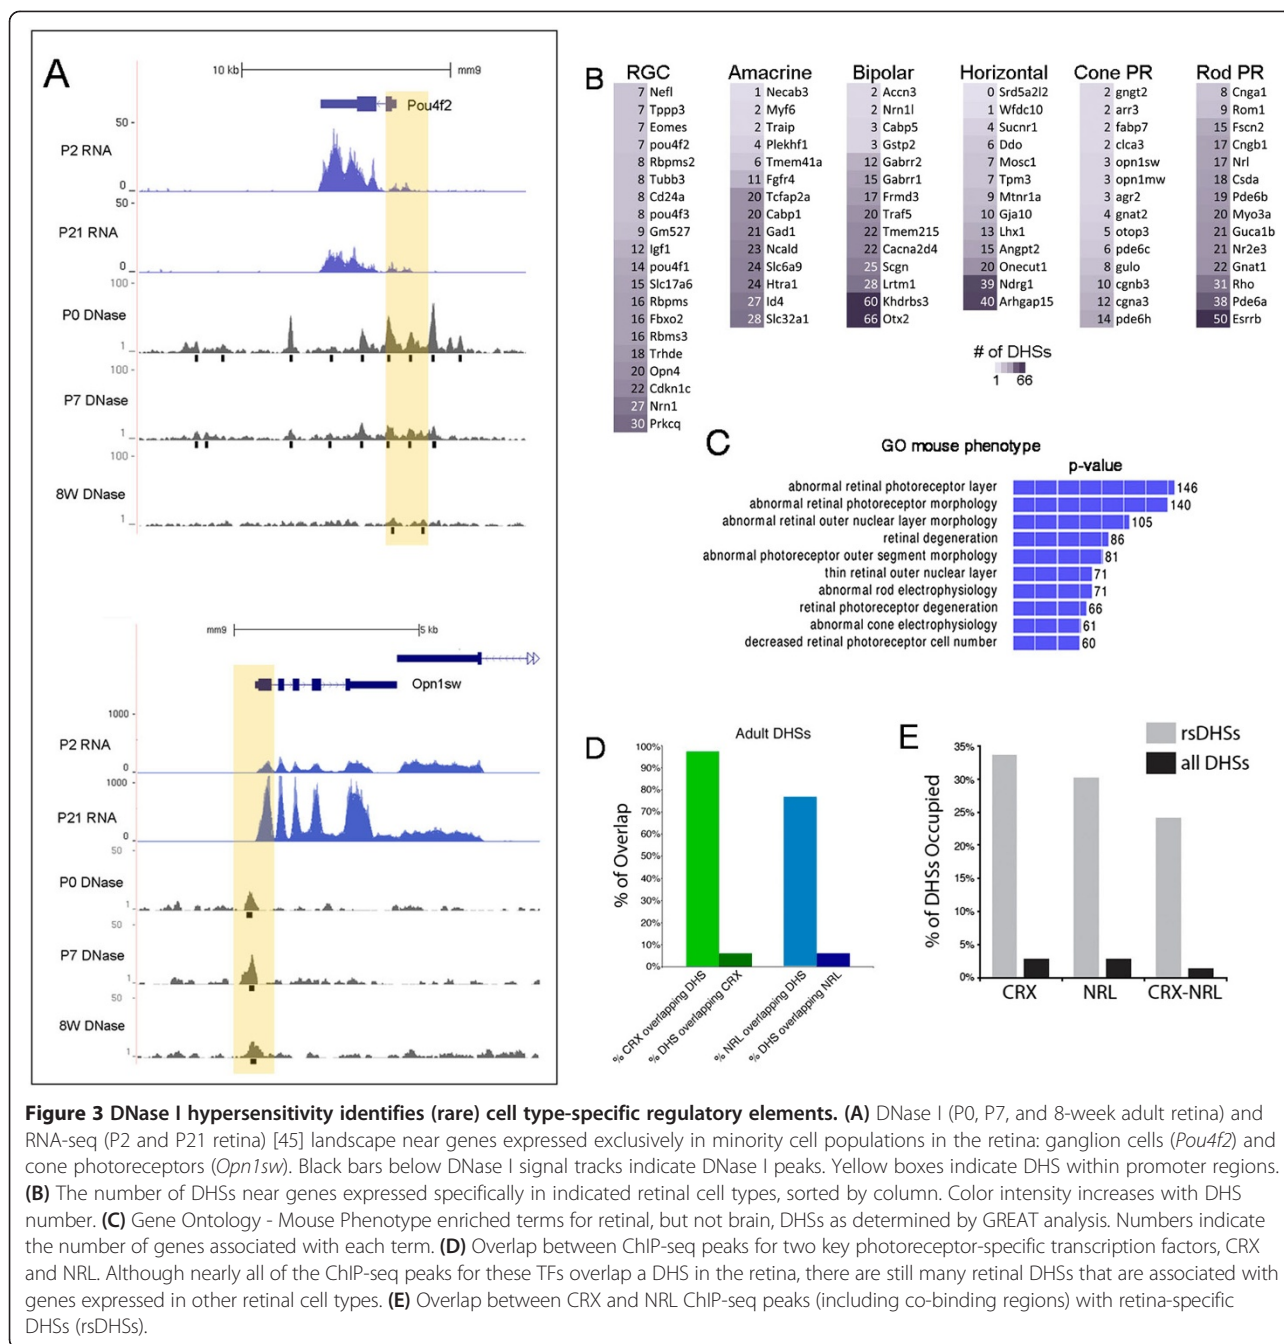 A
10 kb
mm9
Pou4f2
50
P2 RNA
0
50
P21 RNA
0
100
P0 DNase
1
100
P7 DNase
1
100
8W DNase
1
mm9
5 kb
Opn1sw
1000
P2 RNA
0
1000
P21 RNA
0
50
P0 DNase
1
50
P7 DNase
1
50
8W DNase
1
B
RGC
7 Nefl
7 Tppp3
7 Eomes
7 pou4f2
8 Rbpms2
8 Tubb3
8 Cd24a
8 pou4f3
9 Gm527
12 Igf1
14 pou4f1
15 Slc17a6
16 Rbpms
16 Fbxo2
16 Rbms3
18 Trhde
20 Opn4
22 Cdkn1c
27 Nrn1
30 Prkcq
Amacrine
1 Necab3
2 Myf6
2 Traip
4 Plekhf1
6 Tmem41a
11 Fgfr4
20 Tcfap2a
20 Cabp1
21 Gad1
23 Ncald
24 Slc6a9
24 Htra1
27 Id4
28 Slc32a1
Bipolar
2 Accn3
2 Nrn1l
3 Cabp5
3 Gstp2
12 Gabrr2
15 Gabrr1
17 Frmd3
20 Traf5
22 Tmem215
22 Cacna2d4
25 Scgn
28 Lrtm1
60 Khdrbs3
66 Otx2
Horizontal
0 Srd5a2l2
1 Wfdc10
4 Sucnr1
6 Ddo
7 Mosc1
7 Tpm3
9 Mtnr1a
10 Gja10
13 Lhx1
15 Angpt2
20 Onecut1
39 Ndrg1
40 Arhgap15
Cone PR
2 gngt2
2 arr3
2 fabp7
2 clca3
3 opn1sw
3 opn1mw
3 agr2
4 gnat2
5 otop3
6 pde6c
8 gulo
10 cgnb3
12 cgna3
14 pde6h
Rod PR
8 Cnga1
9 Rom1
15 Fscn2
17 Cngb1
17 Nrl
18 Csda
19 Pde6b
20 Myo3a
21 Guca1b
21 Nr2e3
22 Gnat1
31 Rho
38 Pde6a
50 Esrrb
# of DHSs
1 66
C
GO mouse phenotype
p-value
abnormal retinal photoreceptor layer 146
abnormal retinal photoreceptor morphology 140
abnormal retinal outer nuclear layer morphology 105
retinal degeneration 86
abnormal photoreceptor outer segment morphology 81
thin retinal outer nuclear layer 71
abnormal rod electrophysiology 71
retinal photoreceptor degeneration 66
abnormal cone electrophysiology 61
decreased retinal photoreceptor cell number 60
D
Adult DHSs
% of Overlap
100%
90%
80%
70%
60%
50%
40%
30%
20%
10%
0%
% CRX overlapping DHS
% DHS overlapping CRX
% NRL overlapping DHS
% DHS overlapping NRL
E
rsDHSs
all DHSs
% of DHSs Occupied
35%
30%
25%
20%
15%
10%
5%
0%
CRX
NRL
CRX-NRL
Figure 3 DNase I hypersensitivity identifies (rare) cell type-specific regulatory elements. (A) DNase I (P0, P7, and 8-week adult retina) and
RNA-seq (P2 and P21 retina) [45] landscape near genes expressed exclusively in minority cell populations in the retina: ganglion cells (Pou4f2) and
cone photoreceptors (Opn1sw). Black bars below DNase I signal tracks indicate DNase I peaks. Yellow boxes indicate DHS within promoter regions.
(B) The number of DHSs near genes expressed specifically in indicated retinal cell types, sorted by column. Color intensity increases with DHS
number. (C) Gene Ontology - Mouse Phenotype enriched terms for retinal, but not brain, DHSs as determined by GREAT analysis. Numbers indicate
the number of genes associated with each term. (D) Overlap between ChIP-seq peaks for two key photoreceptor-specific transcription factors, CRX
and NRL. Although nearly all of the ChIP-seq peaks for these TFs overlap a DHS in the retina, there are still many retinal DHSs that are associated with
genes expressed in other retinal cell types. (E) Overlap between CRX and NRL ChIP-seq peaks (including co-binding regions) with retina-specific
DHSs (rsDHSs).